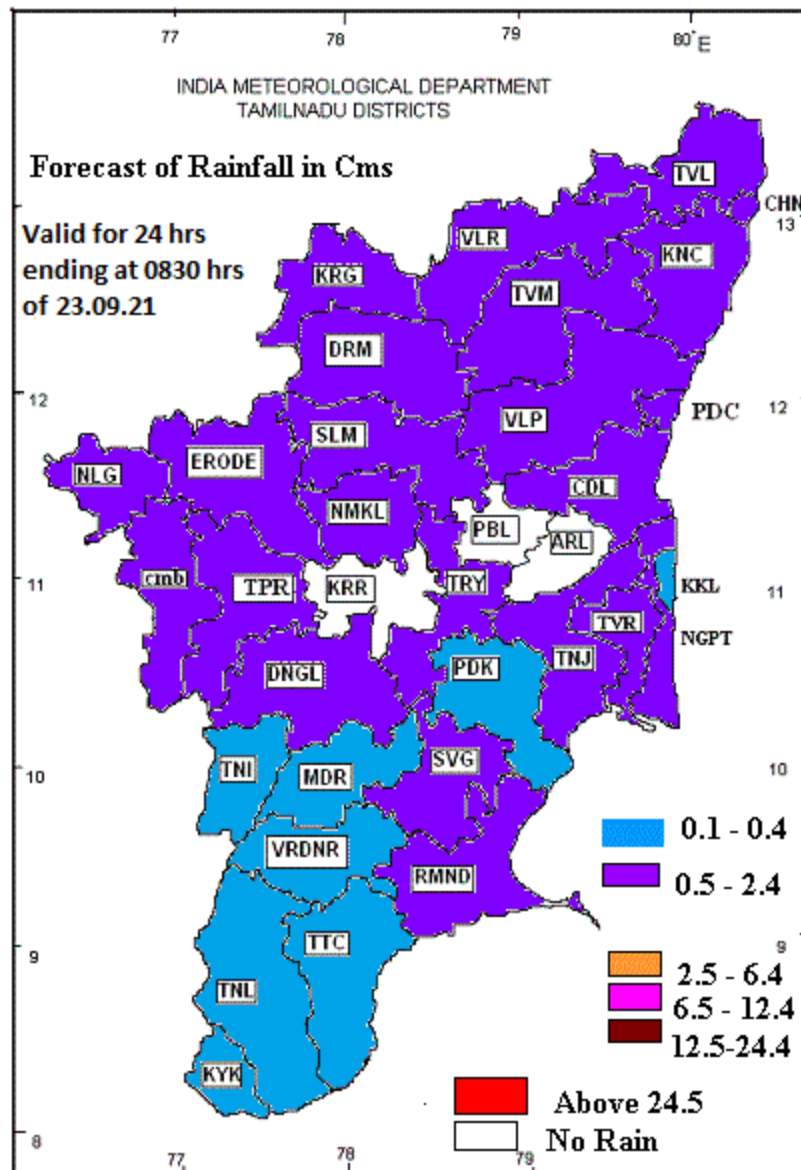 77 78 79 80° E
INDIA METEOROLOGICAL DEPARTMENT
TAMILNADU DISTRICTS
Forecast of Rainfall in Cms
TVL
CHN
13
Valid for 24 hrs
ending at 0830 hrs
of 23.09.21
VLR
KNC
KRG
TVM
DRM
12
12
PDC
VLP
SLM
ERODE
NLG
CDL
NMKL
PBL
ARL
11
cmb
TPR
KRR
TRY
KKL
11
TVR
NGPT
TNJ
DNGL
PDK
10
TNI
MDR
SVG
10
0.1 - 0.4
VRDNR
RMND
0.5 - 2.4
9
TTC
9
2.5 - 6.4
TNL
6.5 - 12.4
12.5-24.4
KYK
Above 24.5
8
No Rain
77 78 79